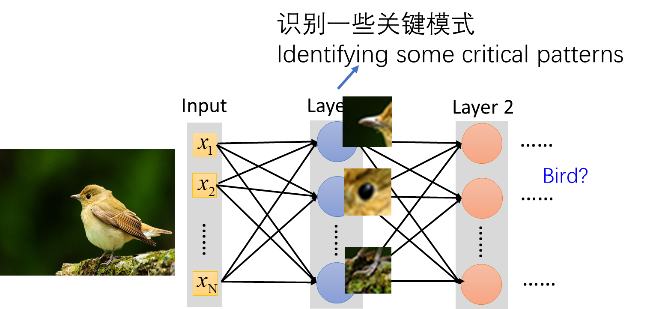 识别一些关键模式
Identifying some critical patterns
Input
Laye
Layer 2
x1
x2
......
xN
......
......
......
......
......
Bird?